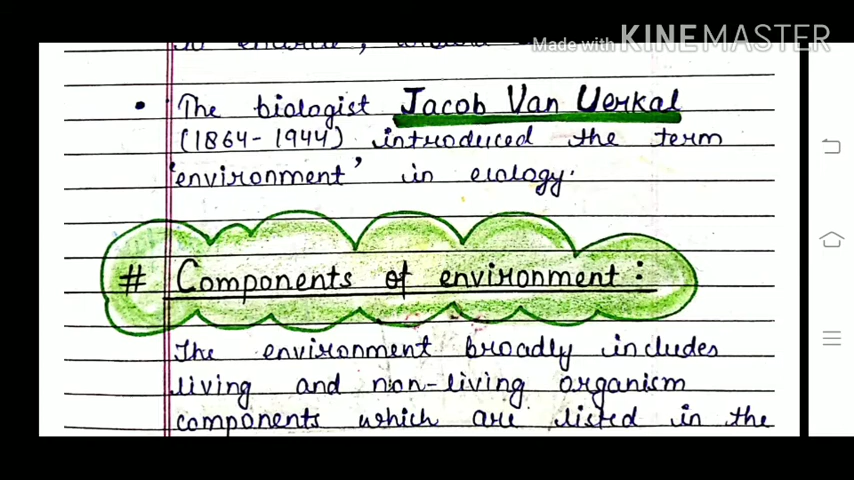 Made with KINEMASTER
• The biologist Jacob Van Uerkal
(1864-1944) introduced the term
'environment' in ecology.
# Components of environment:
The environment broadly includes
living and non-living organism
components which are listed in the